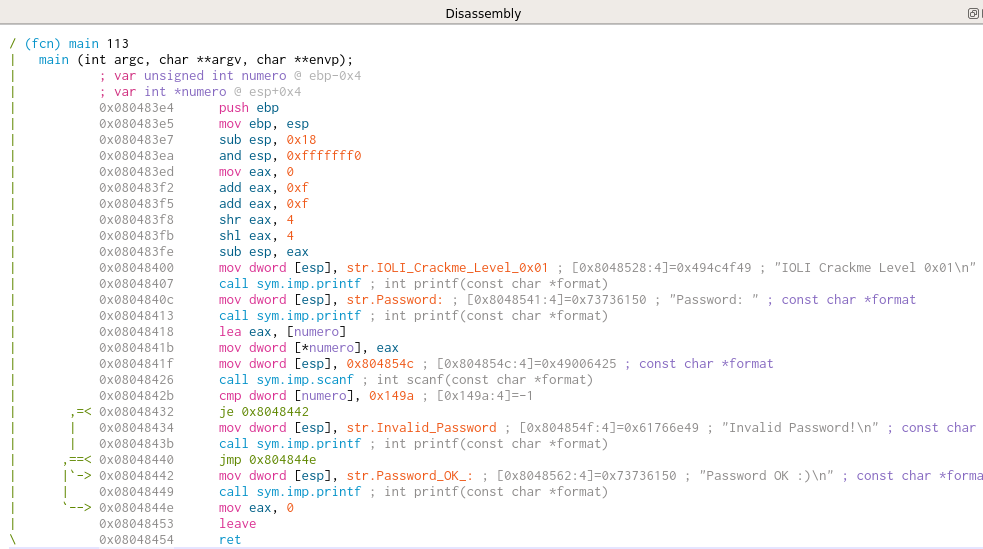 Disassembly
/ (fcn) main 113
|   main (int argc, char **argv, char **envp);
|           ; var unsigned int numero @ ebp-0x4
|           ; var int *numero @ esp+0x4
|           0x080483e4      push ebp
|           0x080483e5      mov ebp, esp
|           0x080483e7      sub esp, 0x18
|           0x080483ea      and esp, 0xfffffff0
|           0x080483ed      mov eax, 0
|           0x080483f2      add eax, 0xf
|           0x080483f5      add eax, 0xf
|           0x080483f8      shr eax, 4
|           0x080483fb      shl eax, 4
|           0x080483fe      sub esp, eax
|           0x08048400      mov dword [esp], str.IOLI_Crackme_Level_0x01 ; [0x8048528:4]=0x494c4f49 ; "IOLI Crackme Level 0x01\n"
|           0x08048407      call sym.imp.printf ; int printf(const char *format)
|           0x0804840c      mov dword [esp], str.Password: ; [0x8048541:4]=0x73736150 ; "Password: " ; const char *format
|           0x08048413      call sym.imp.printf ; int printf(const char *format)
|           0x08048418      lea eax, [numero]
|           0x0804841b      mov dword [*numero], eax
|           0x0804841f      mov dword [esp], 0x804854c ; [0x804854c:4]=0x49006425 ; const char *format
|           0x08048426      call sym.imp.scanf ; int scanf(const char *format)
|           0x0804842b      cmp dword [numero], 0x149a ; [0x149a:4]=-1
|       ,=< 0x08048432      je 0x8048442
|       |   0x08048434      mov dword [esp], str.Invalid_Password ; [0x804854f:4]=0x61766e49 ; "Invalid Password!\n" ; const char
|       |   0x0804843b      call sym.imp.printf ; int printf(const char *format)
|      ,==< 0x08048440      jmp 0x804844e
|      |`-> 0x08048442      mov dword [esp], str.Password_OK_: ; [0x8048562:4]=0x73736150 ; "Password OK :)\n" ; const char *forma
|      |    0x08048449      call sym.imp.printf ; int printf(const char *format)
|      `--> 0x0804844e      mov eax, 0
|           0x08048453      leave
\           0x08048454      ret